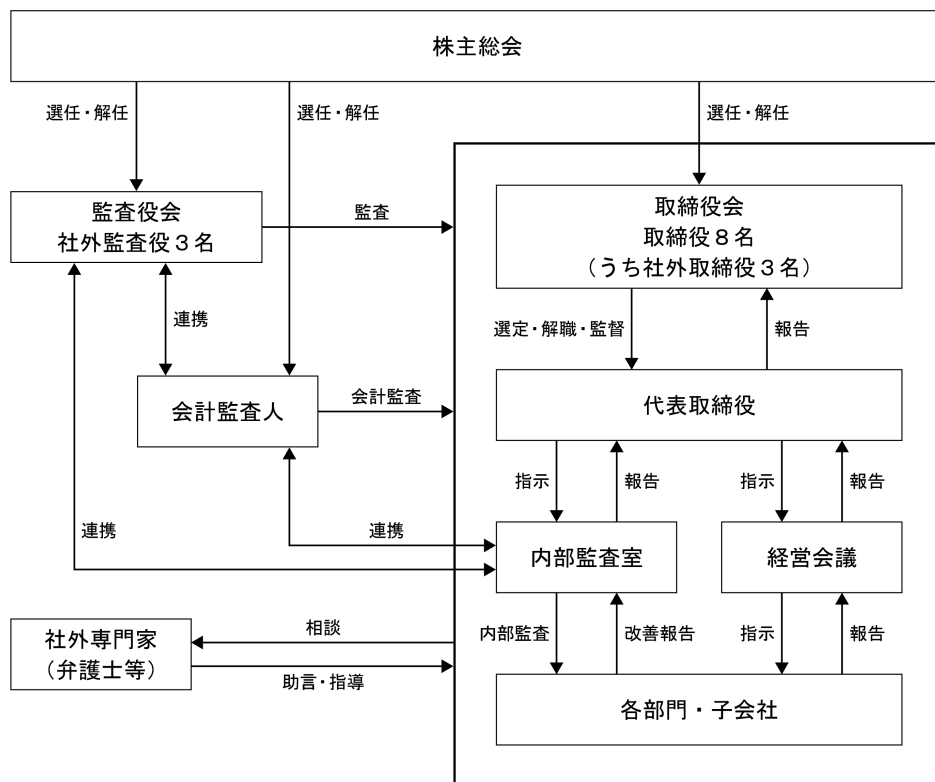 株主総会
選任・解任
選任・解任
選任・解任
監査役会
社外監査役３名
監査
取締役会
取締役８名
（うち社外取締役３名）
連携
選定・解職・監督
報告
会計監査人
会計監査
代表取締役
指示
報告
指示
報告
連携
連携
内部監査室
経営会議
社外専門家
（弁護士等）
相談
助言・指導
内部監査
改善報告
指示
報告
各部門・子会社